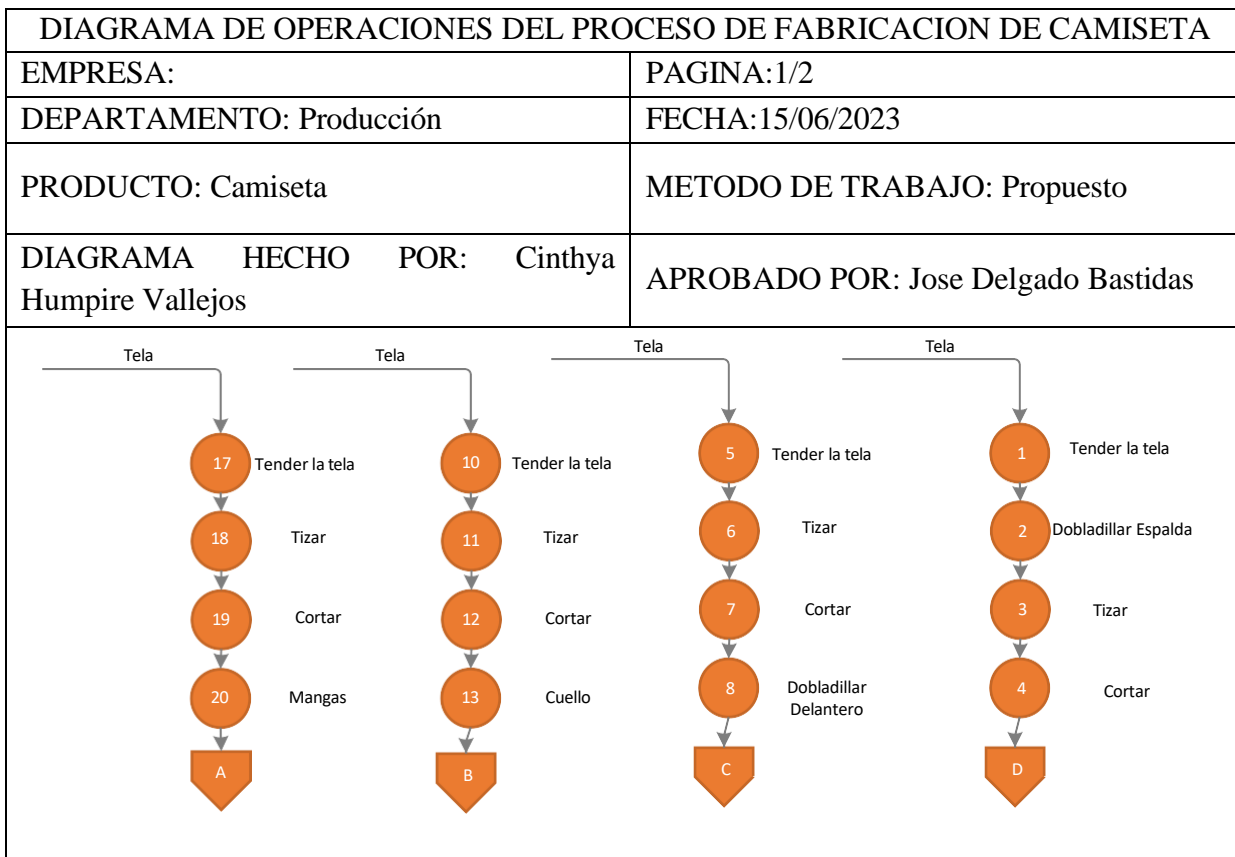 DIAGRAMA DE OPERACIONES DEL PROCESO DE FABRICACION DE CAMISETA
EMPRESA:
PAGINA:1/2
DEPARTAMENTO: Producción
FECHA:15/06/2023
PRODUCTO: Camiseta
METODO DE TRABAJO: Propuesto
DIAGRAMA HECHO POR: Cinthya
Humpire Vallejos
APROBADO POR: Jose Delgado Bastidas
Tela
17
Tender la tela
18
Tizar
19
Cortar
20
Mangas
A
Tela
10
Tender la tela
11
Tizar
12
Cortar
13
Cuello
B
Tela
5
Tender la tela
6
Tizar
7
Cortar
8
Dobladillar
Delantero
C
Tela
1
Tender la tela
2
Dobladillar Espalda
3
Tizar
4
Cortar
D